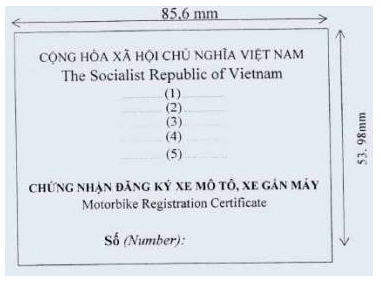 85,6 mm
CỘNG HÒA XÃ HỘI CHỦ NGHĨA VIỆT NAM
The Socialist Republic of Vietnam
(1)
(2)
(3)
(4)
(5)
53. 98mm
CHỨNG NHẬN ĐĂNG KÝ XE MÔ TÔ, XE GẮN MÁY
Motorbike Registration Certificate
Số (Number):